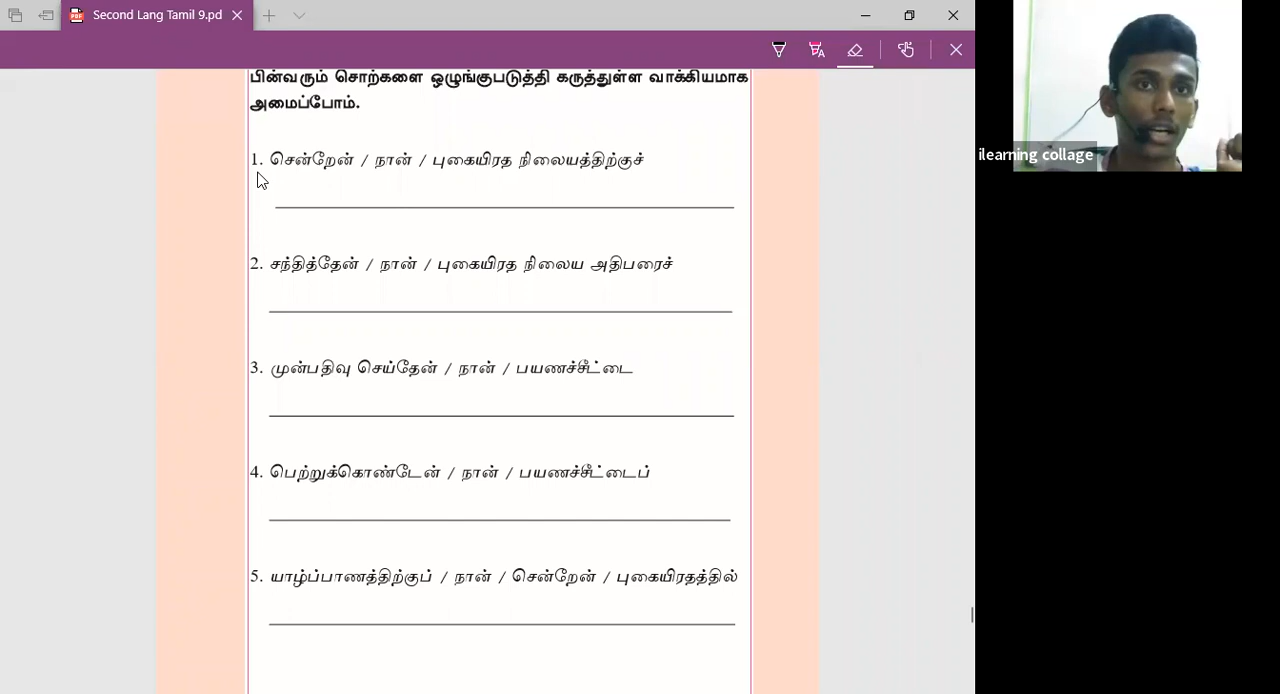 Second Lang Tamil 9.pd
பின்வரும் சொற்களை ஒழுங்குபடுத்தி கருத்துள்ள வாக்கியமாக
அமைப்போம்.
1. சென்றேன் / நான் / புகையிரத நிலையத்திற்குச்
2. சந்தித்தேன் / நான் / புகையிரத நிலைய அதிபரைச்
3. முன்பதிவு செய்தேன் / நான் / பயணச்சீட்டை
4. பெற்றுக்கொண்டேன் / நான் / பயணச்சீட்டைப்
5. யாழ்ப்பாணத்திற்குப் / நான் / சென்றேன் / புகையிரதத்தில்
ilearning collage